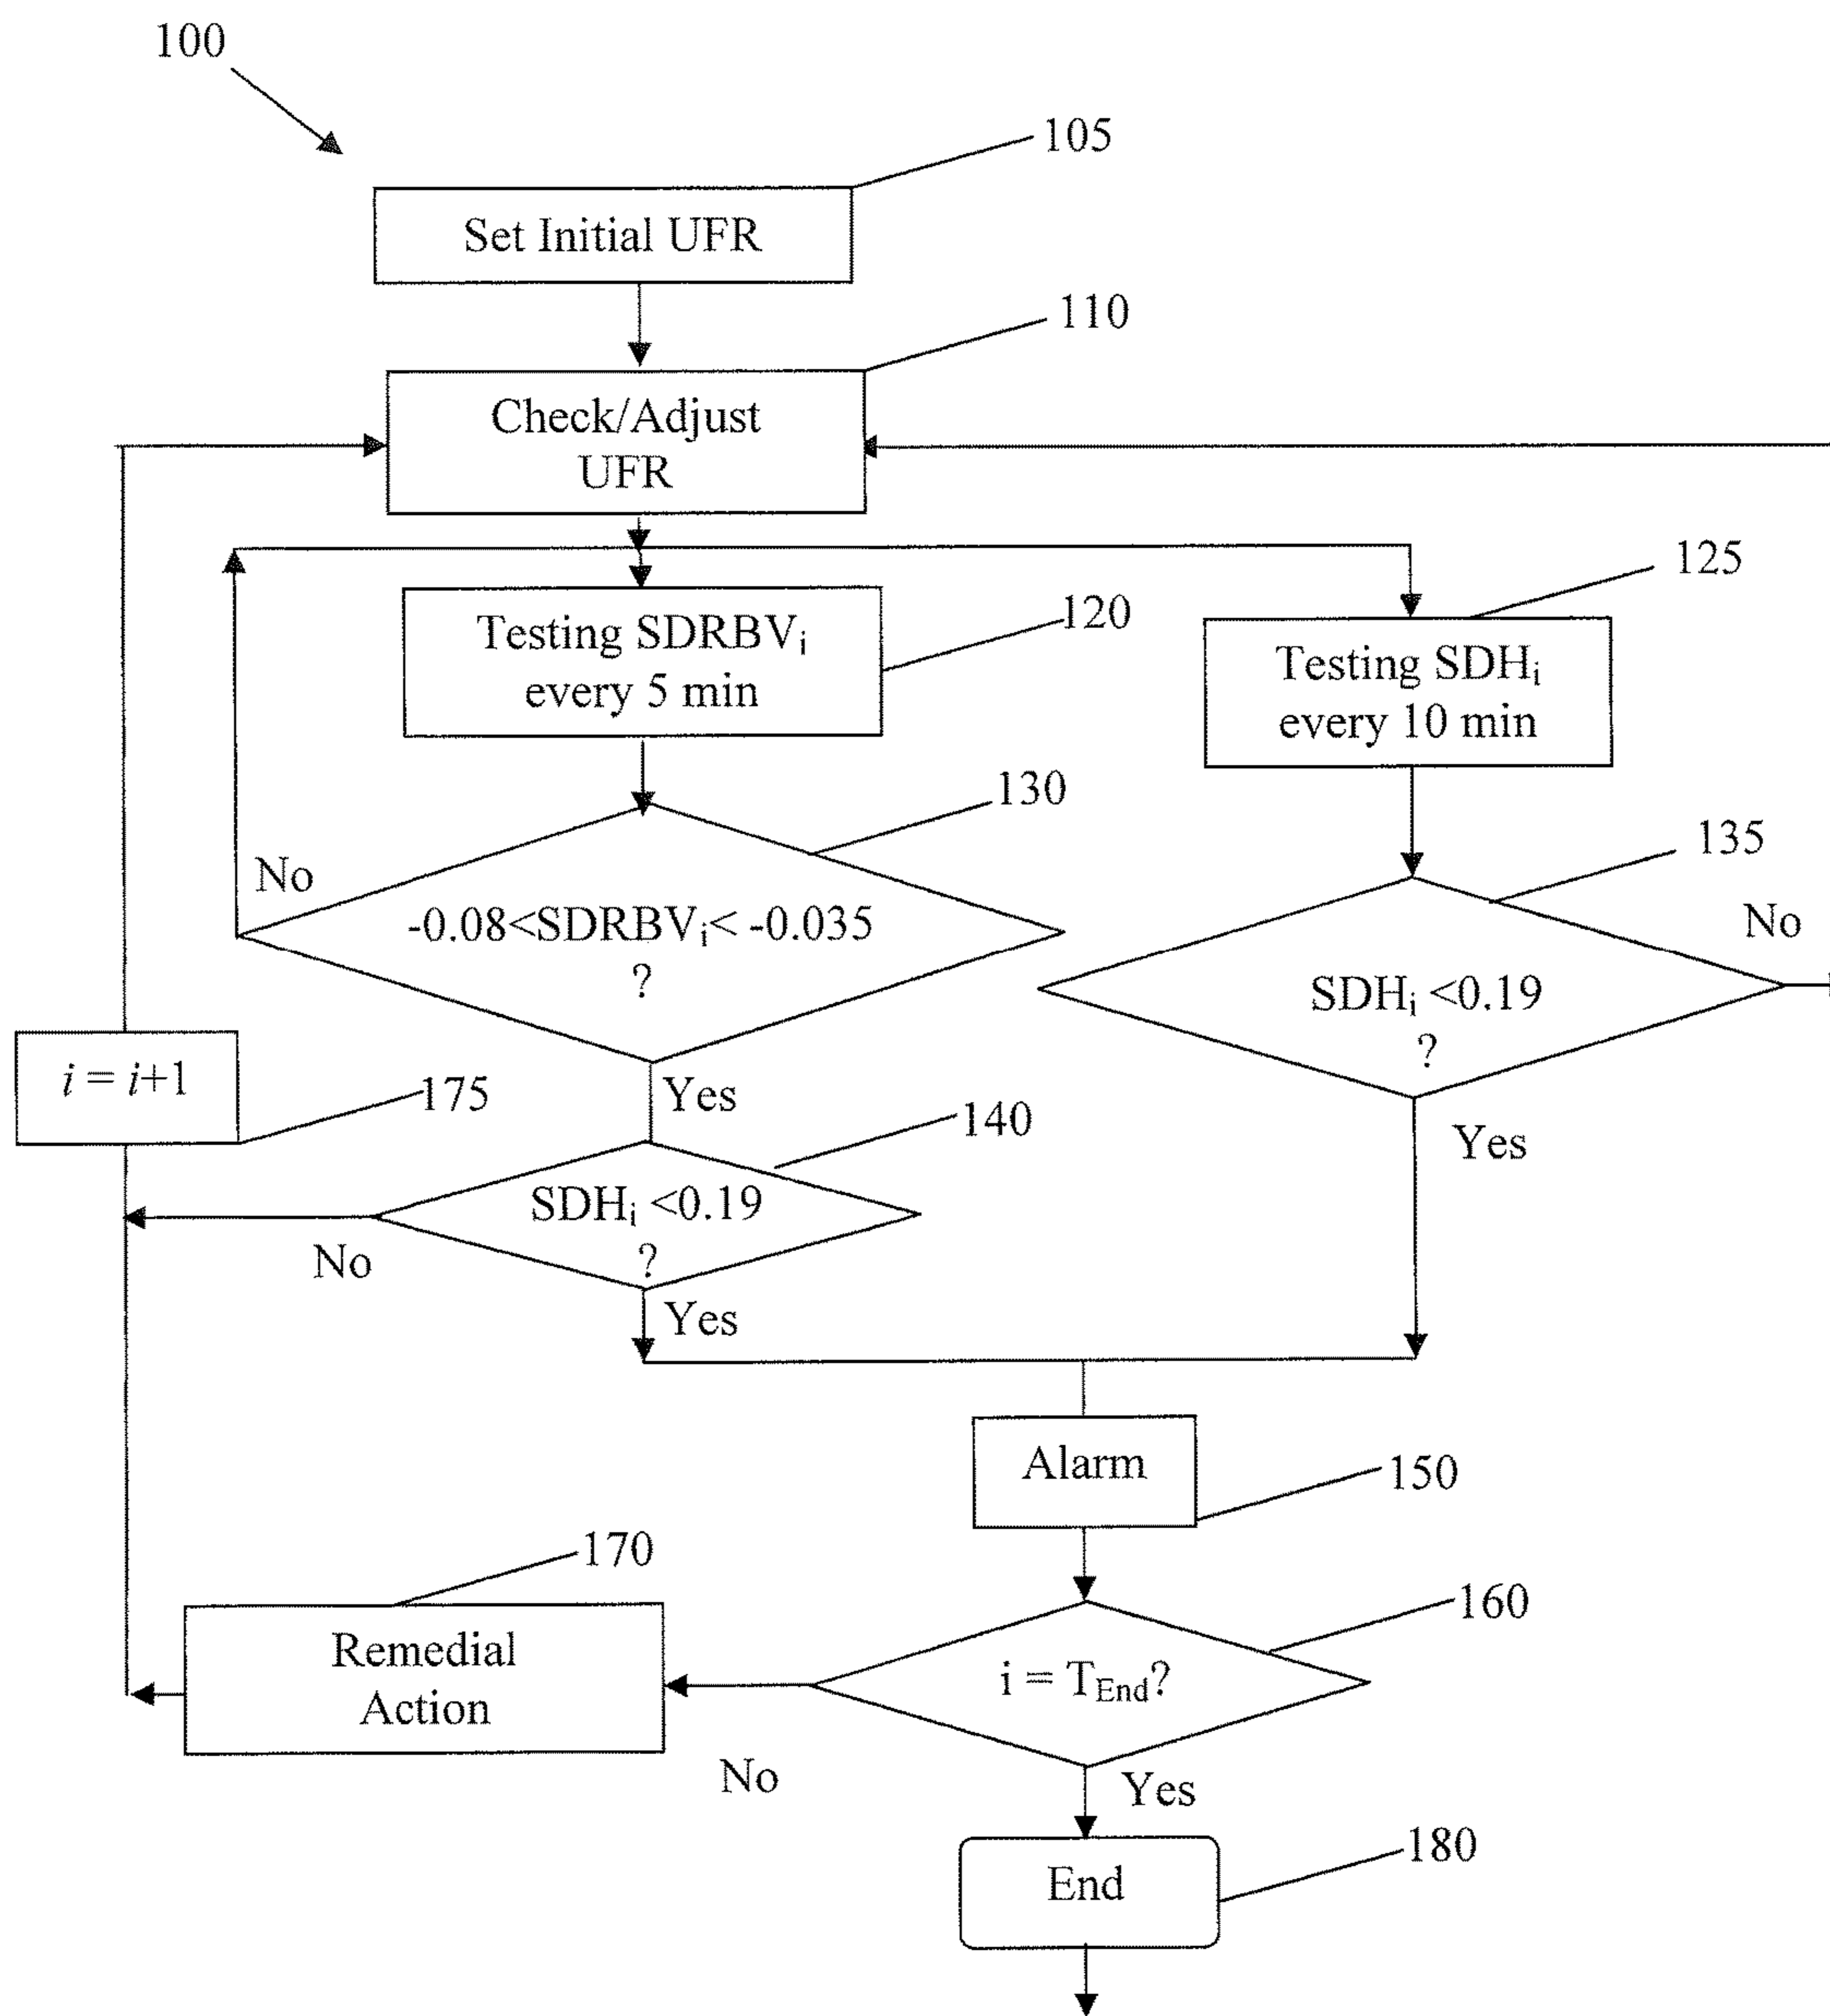 100
105
Set Initial UFR
110
Check/Adjust
UFR
125
120
Testing SDRBVi
every 5 min
Testing SDHi
every 10 min
130
135
No
-0.08<SDRBVi< -0.035
?
No
SDHi <0.19
?
i = i+1
175
Yes
140
Yes
SDHi <0.19
?
No
Yes
Alarm
150
170
160
Remedial
Action
i = TEnd?
No
Yes
180
End